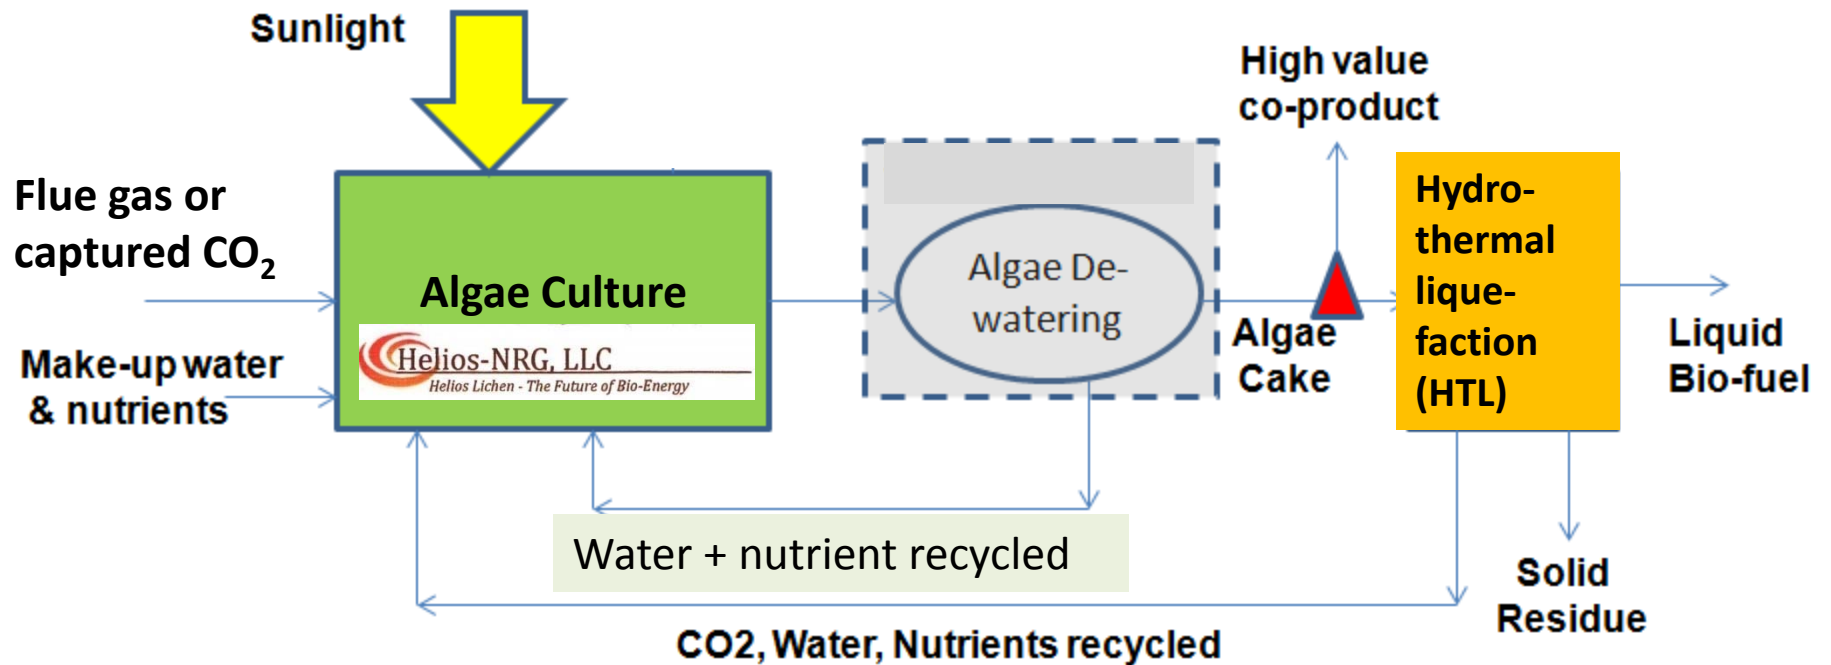 Sunlight
High value
co-product
Flue gas or
captured CO₂
Make-up water
& nutrients
Algae Culture
Helios-NRG, LLC
Helios Lichen - The Future of Bio-Energy
Algae De-
watering
Algae
Cake
Hydro-
thermal
lique-
faction
(HTL)
Liquid
Bio-fuel
Water + nutrient recycled
Solid
Residue
CO2, Water, Nutrients recycled